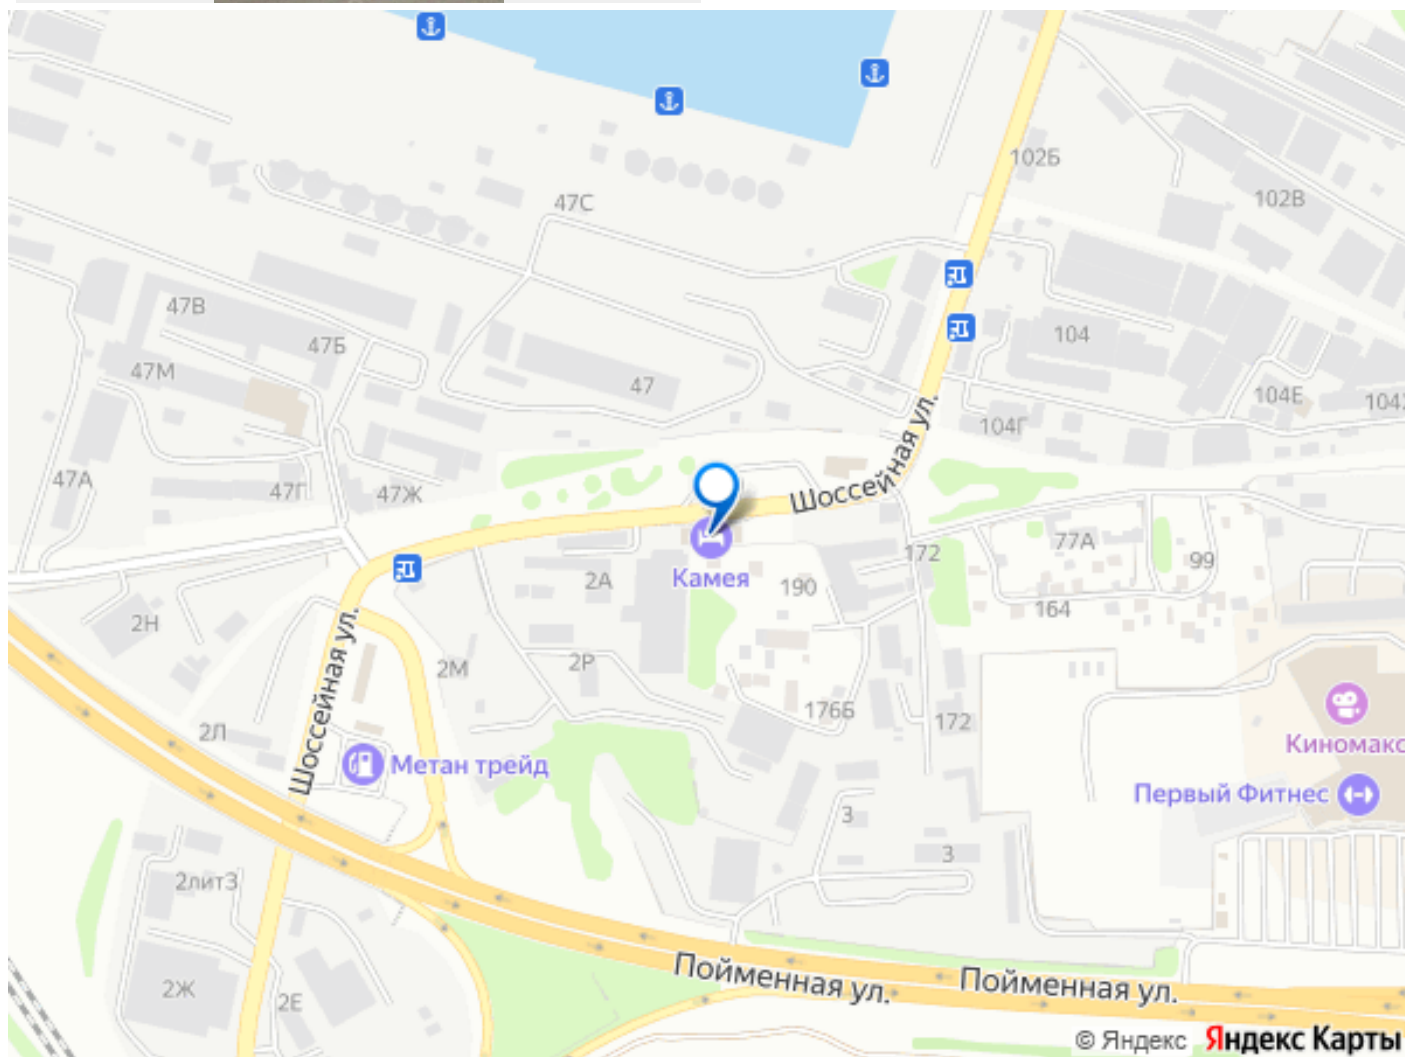 102Б
102В
47С
47В
47Б
47М
47
104
104Е
104Г
47А
47Г
47Ж
Шоссейная ул.
Камея
2А
190
172
77А
99
164
2Н
2Р
2М
176Б
172
2Л
Шоссейная ул.
Метан трейд
Киномакс
Первый Фитнес
3
3
2лит3
2Ж
2Е
Пойменная ул.
Пойменная ул.
© Яндекс Яндекс Карты